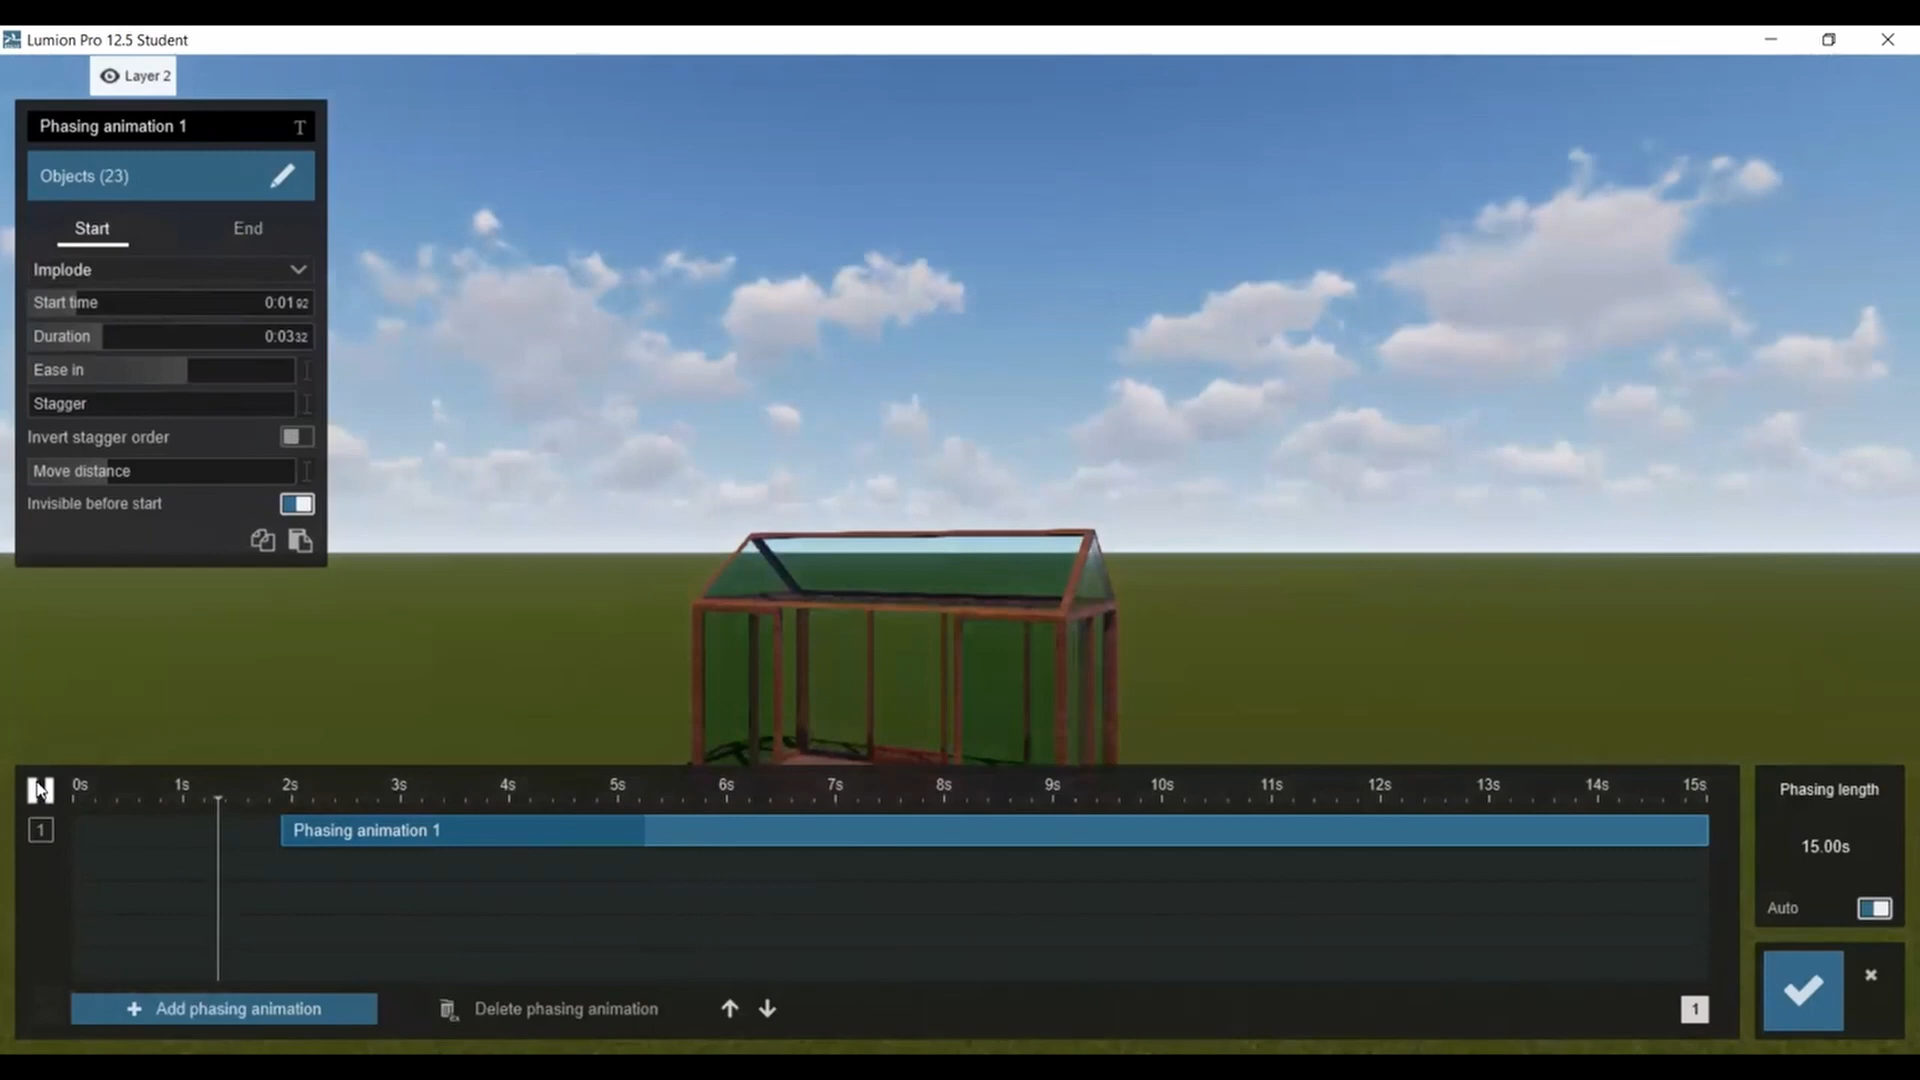 Lumion Pro 12.5 Student
Layer 2
Phasing animation 1
T
Objects (23)
Start End
Implode
Start time 0:01 92
Duration 0:03 32
Ease in
Stagger
Invert stagger order
Move distance
Invisible before start
0s 1s 2s 3s 4s 5s 6s 7s 8s 9s 10s 11s 12s 13s 14s 15s
1 Phasing animation 1
Phasing length
15.00s
Auto
+ Add phasing animation Delete phasing animation 1